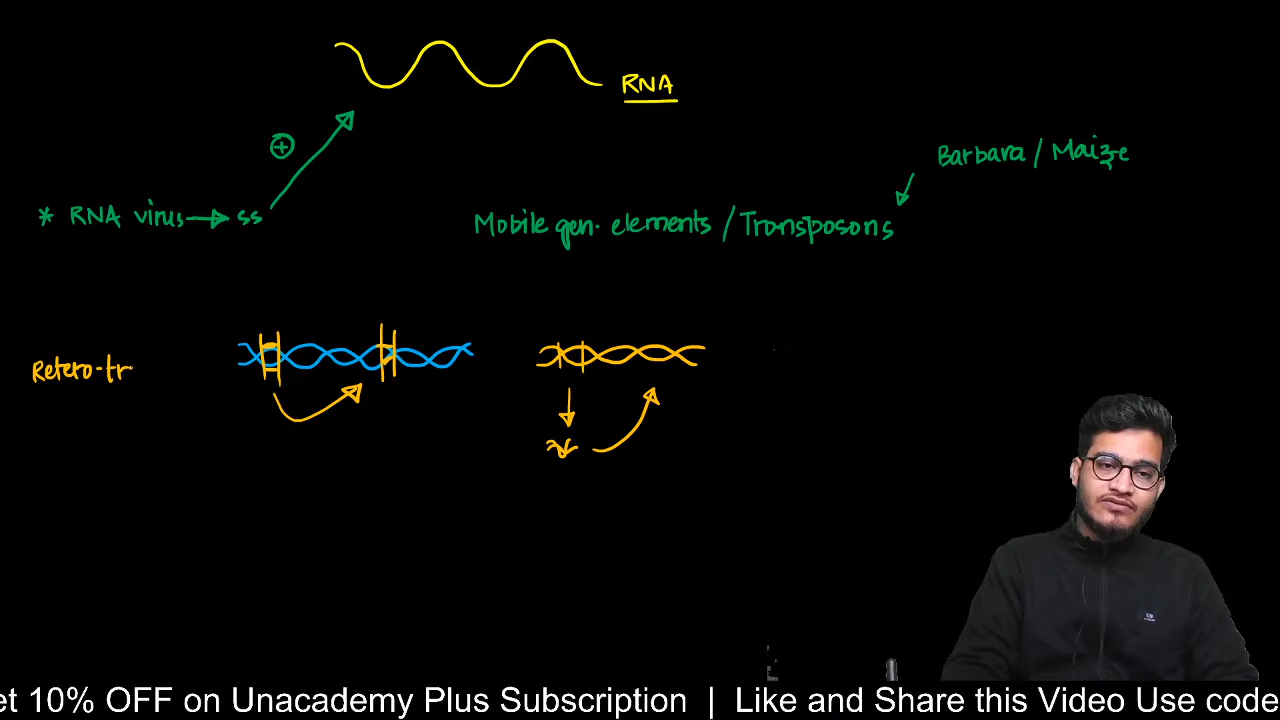 RNA
+
Barbara / Maize
* RNA virus → ss
Mobile gen. elements / Transposons
Retero-tr
et 10% OFF on Unacademy Plus Subscription | Like and Share this Video Use code